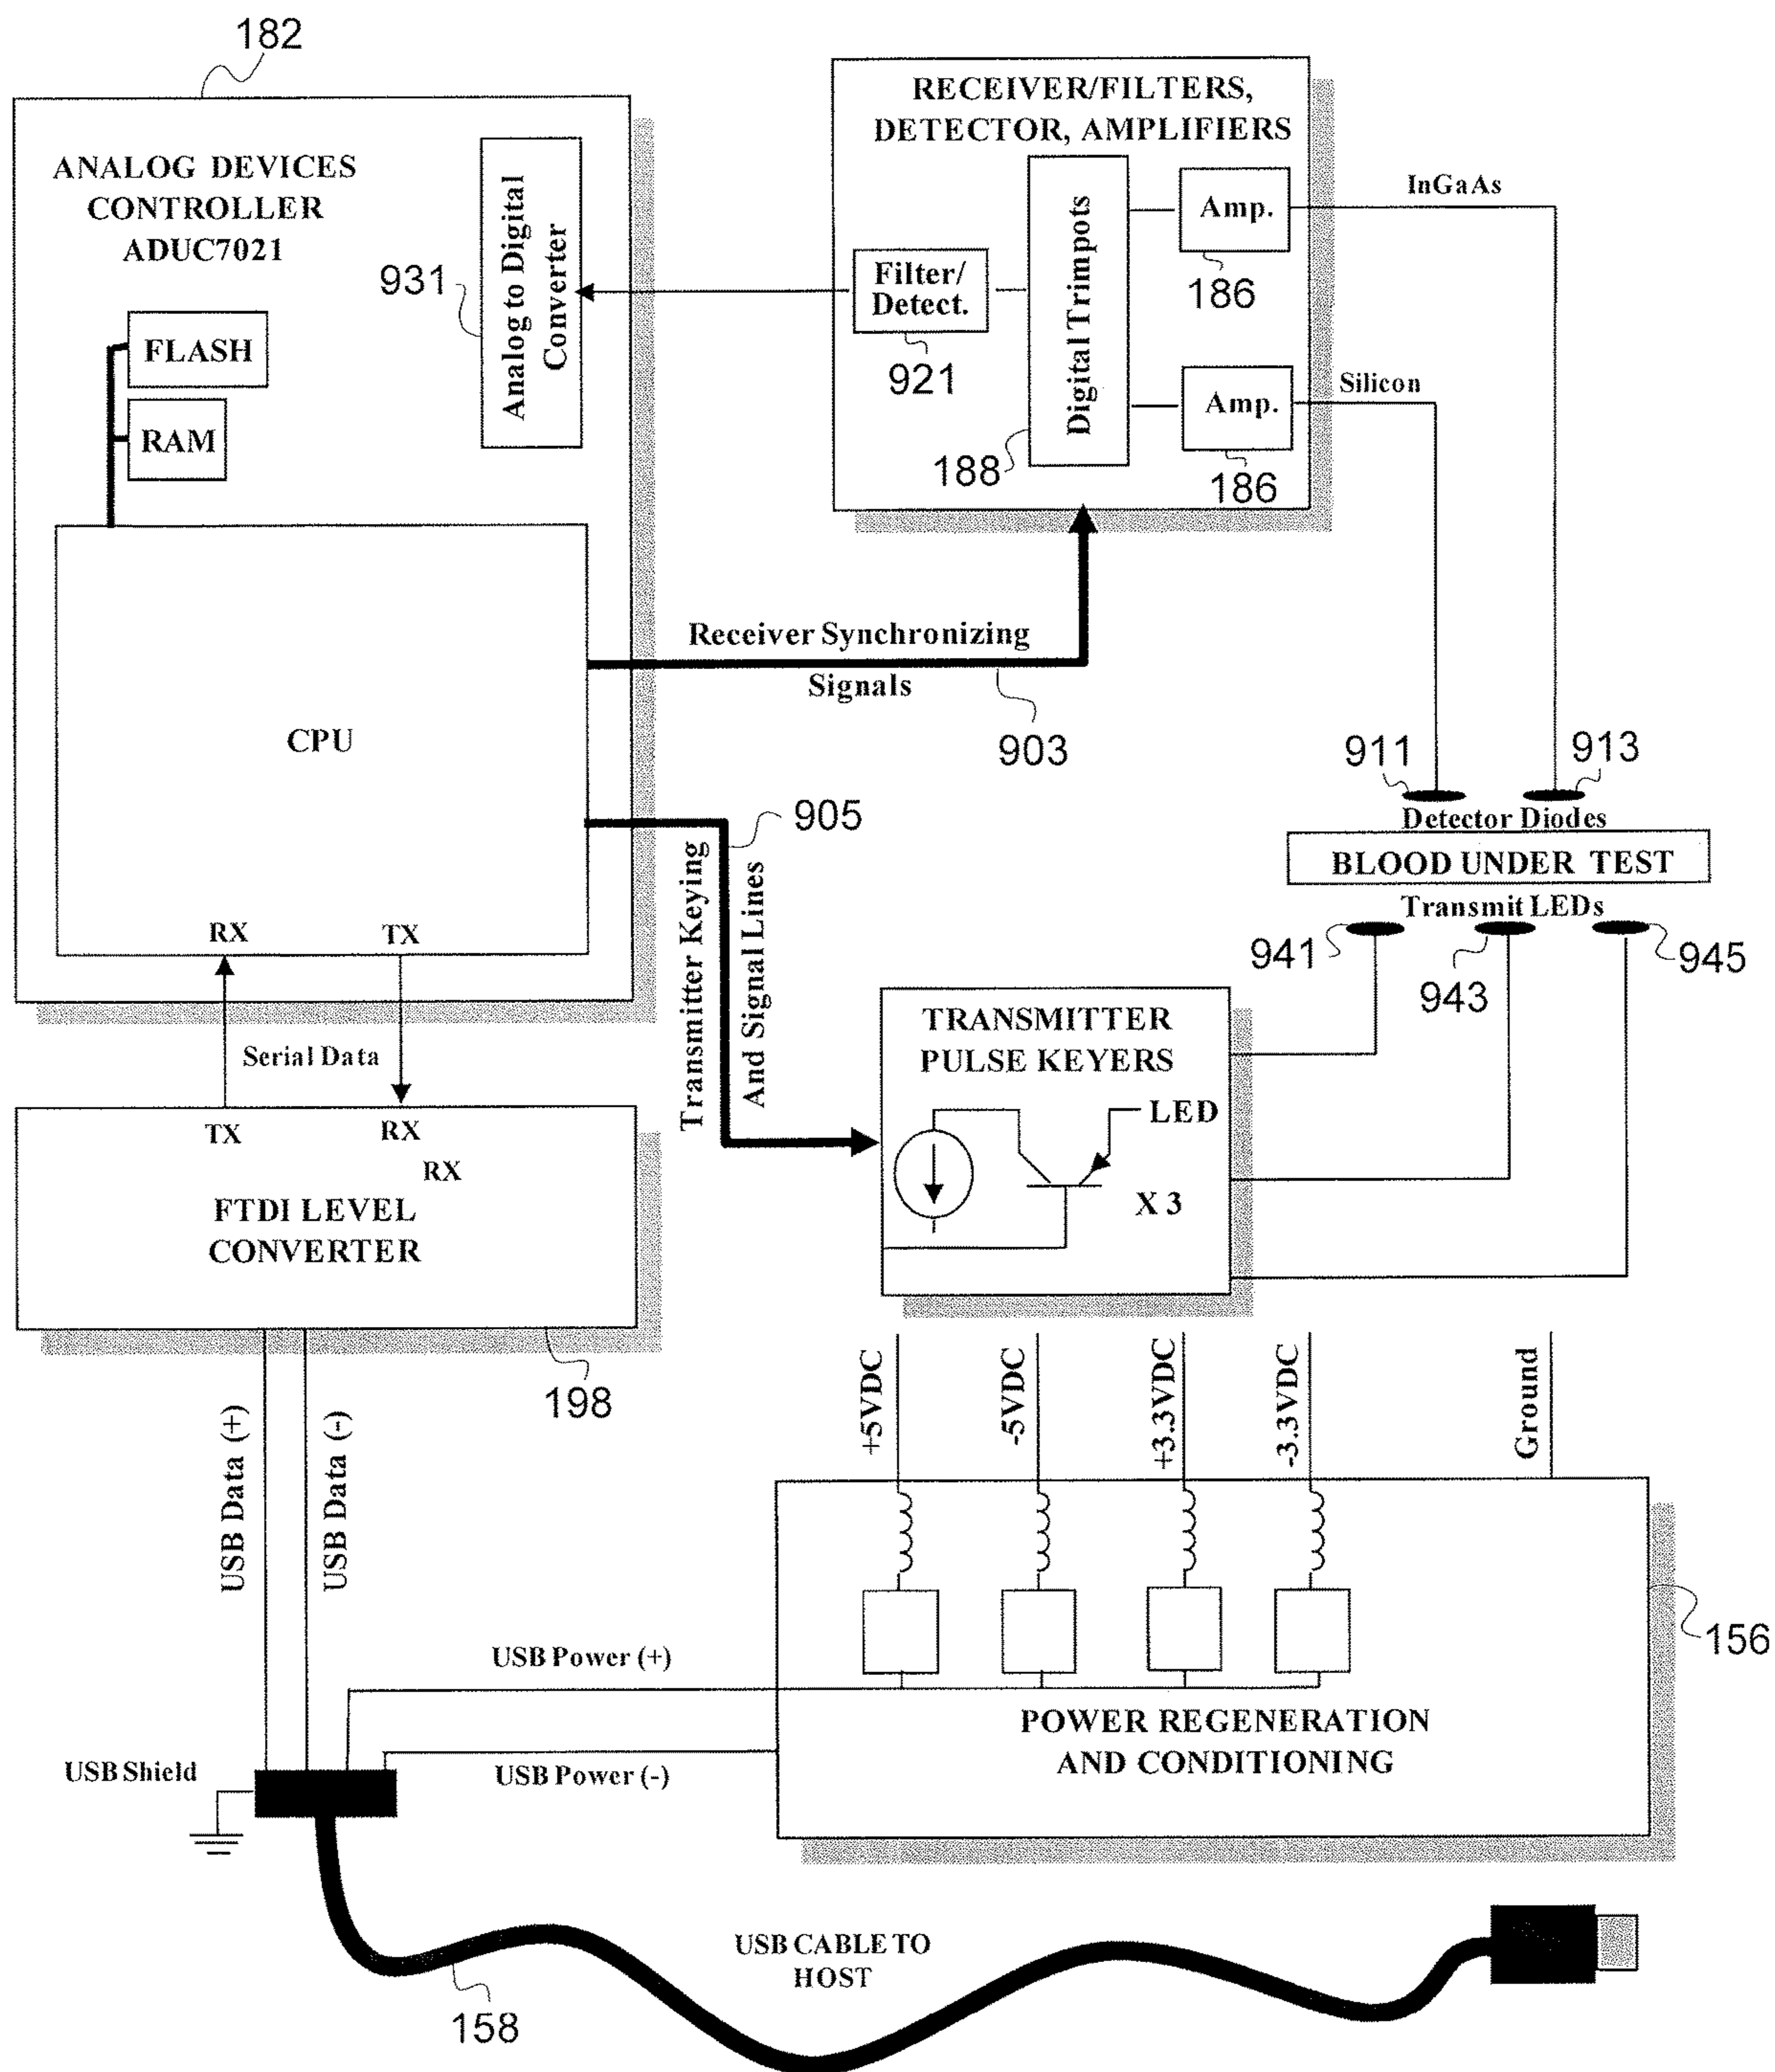 182
ANALOG DEVICES
CONTROLLER
ADUC7021
931
Analog to Digital
Converter
FLASH
RAM
CPU
RX
TX
RECEIVER/FILTERS,
DETECTOR, AMPLIFIERS
Filter/
Detect.
921
Digital Trimpots
188
Amp.
186
Amp.
186
InGaAs
Silicon
Receiver Synchronizing
Signals
903
905
Transmitter Keying
And Signal Lines
911
913
Detector Diodes
BLOOD UNDER TEST
Transmit LEDs
941
943
945
TRANSMITTER
PULSE KEYERS
LED
X 3
Serial Data
TX
RX
RX
FTDI LEVEL
CONVERTER
198
USB Data (+)
USB Data (-)
+5VDC
-5VDC
+3.3VDC
-3.3VDC
Ground
156
USB Power (+)
POWER REGENERATION
AND CONDITIONING
USB Shield
USB Power (-)
USB CABLE TO
HOST
158